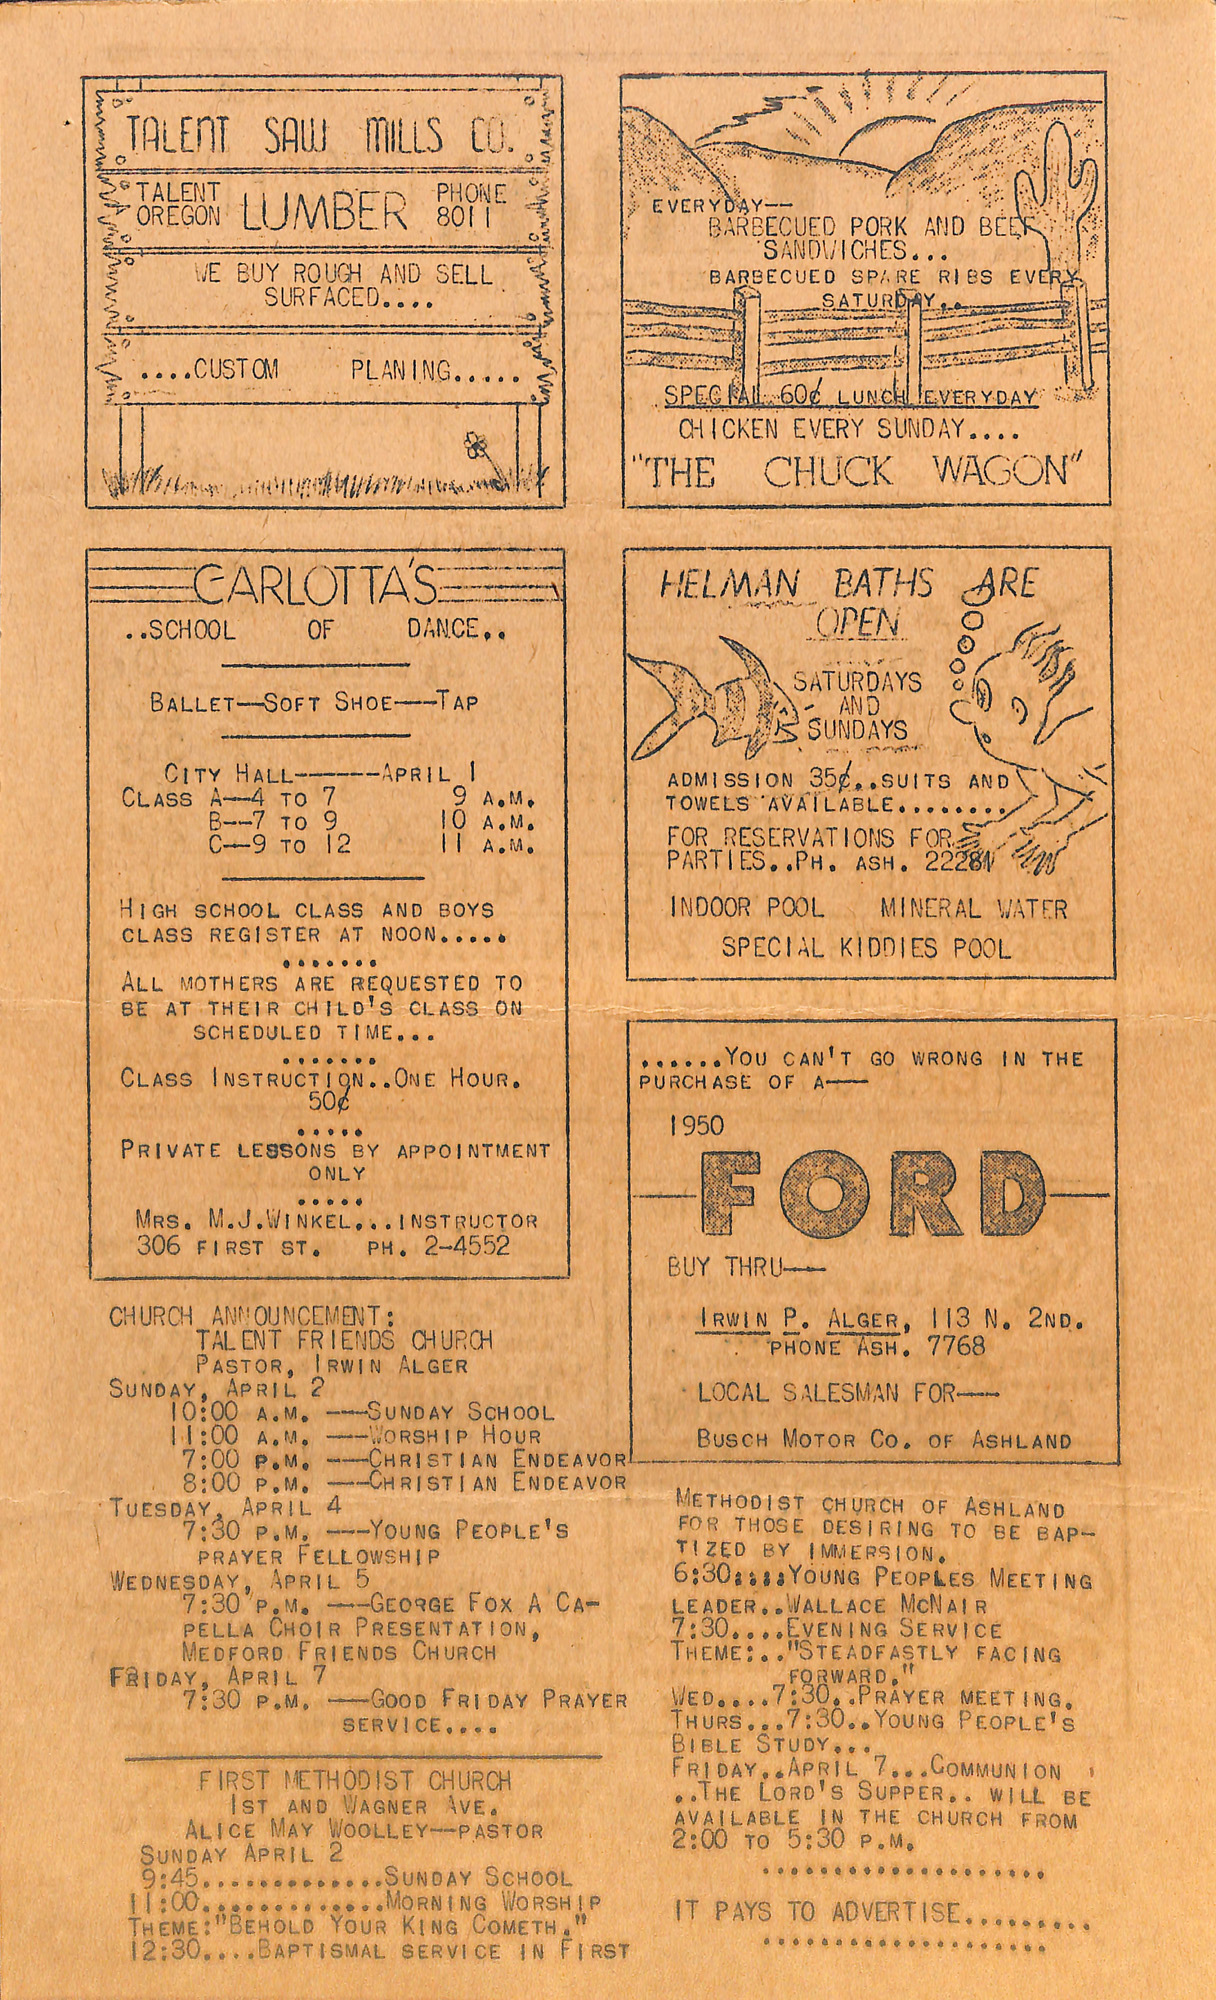 TALENT SAW MILLS CO.
TALENT
OREGON
LUMBER
PHONE
8011
WE BUY ROUGH AND SELL
SURFACED....
....CUSTOM PLANING.....
EVERYDAY—
BARBECUED PORK AND BEEF
SANDWICHES...
BARBECUED SPARE RIBS EVERY
SATURDAY..
SPECIAL 60¢ LUNCH EVERYDAY
CHICKEN EVERY SUNDAY....
"THE CHUCK WAGON"
CARLOTTA'S
..SCHOOL OF DANCE..
BALLET—SOFT SHOE—TAP
CITY HALL------APRIL 1
CLASS A—4 TO 7 9 A.M.
B—7 TO 9 10 A.M.
C—9 TO 12 11 A.M.
HIGH SCHOOL CLASS AND BOYS
CLASS REGISTER AT NOON.....
.......
ALL MOTHERS ARE REQUESTED TO
BE AT THEIR CHILD'S CLASS ON
SCHEDULED TIME...
.......
CLASS INSTRUCTION..ONE HOUR.
50¢
.....
PRIVATE LESSONS BY APPOINTMENT
ONLY
.....
MRS. M.J.WINKEL...INSTRUCTOR
306 FIRST ST. PH. 2-4552
HELMAN BATHS ARE
OPEN
SATURDAYS
AND
SUNDAYS
ADMISSION 35¢..SUITS AND
TOWELS AVAILABLE........
FOR RESERVATIONS FOR
PARTIES..PH. ASH. 22281
INDOOR POOL MINERAL WATER
SPECIAL KIDDIES POOL
......YOU CAN'T GO WRONG IN THE
PURCHASE OF A—
1950
FORD
BUY THRU—
IRWIN P. ALGER, 113 N. 2ND.
PHONE ASH. 7768
LOCAL SALESMAN FOR—
BUSCH MOTOR CO. OF ASHLAND
CHURCH ANNOUNCEMENT:
TALENT FRIENDS CHURCH
PASTOR, IRWIN ALGER
SUNDAY, APRIL 2
10:00 A.M. —SUNDAY SCHOOL
11:00 A.M. —WORSHIP HOUR
7:00 P.M. —CHRISTIAN ENDEAVOR
8:00 P.M. —CHRISTIAN ENDEAVOR
TUESDAY, APRIL 4
7:30 P.M. —YOUNG PEOPLE'S
PRAYER FELLOWSHIP
WEDNESDAY, APRIL 5
7:30 P.M. —GEORGE FOX A CA-
PELLA CHOIR PRESENTATION,
MEDFORD FRIENDS CHURCH
FRIDAY, APRIL 7
7:30 P.M. —GOOD FRIDAY PRAYER
SERVICE....
FIRST METHODIST CHURCH
1ST AND WAGNER AVE.
ALICE MAY WOOLLEY—PASTOR
SUNDAY APRIL 2
9:45.............SUNDAY SCHOOL
11:00.............MORNING WORSHIP
THEME:"BEHOLD YOUR KING COMETH."
12:30....BAPTISMAL SERVICE IN FIRST
METHODIST CHURCH OF ASHLAND
FOR THOSE DESIRING TO BE BAP-
TIZED BY IMMERSION.
6:30::::YOUNG PEOPLES MEETING
LEADER..WALLACE MCNAIR
7:30....EVENING SERVICE
THEME:.."STEADFASTLY FACING
FORWARD."
WED....7:30..PRAYER MEETING.
THURS...7:30..YOUNG PEOPLE'S
BIBLE STUDY...
FRIDAY..APRIL 7...COMMUNION
..THE LORD'S SUPPER.. WILL BE
AVAILABLE IN THE CHURCH FROM
2:00 TO 5:30 P.M.
....................
IT PAYS TO ADVERTISE.........
....................